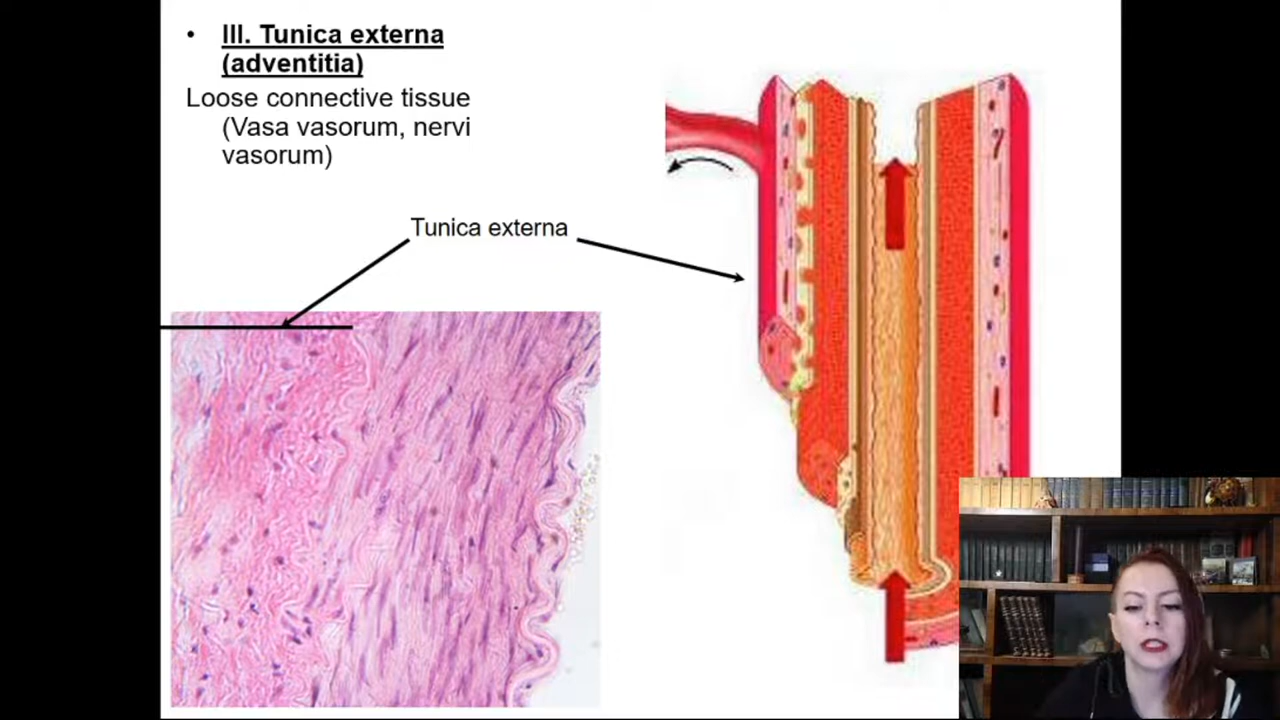 • III. Tunica externa
(adventitia)
Loose connective tissue
(Vasa vasorum, nervi
vasorum)
Tunica externa